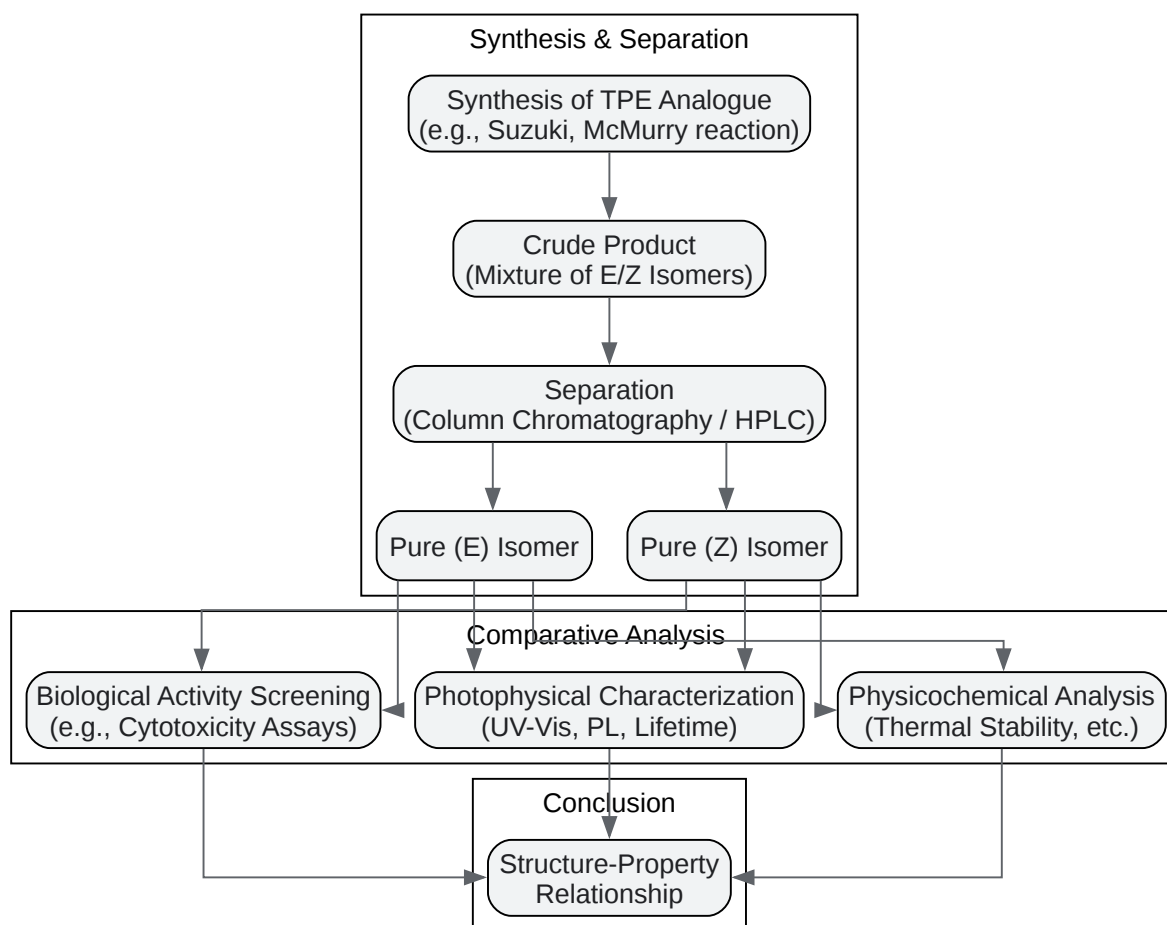 Synthesis & Separation
Synthesis of TPE Analogue
(e.g., Suzuki, McMurry reaction)
Crude Product
(Mixture of E/Z Isomers)
Separation
(Column Chromatography / HPLC)
Pure (E) Isomer
Pure (Z) Isomer
Comparative Analysis
Biological Activity Screening
(e.g., Cytotoxicity Assays)
Photophysical Characterization
(UV-Vis, PL, Lifetime)
Physicochemical Analysis
(Thermal Stability, etc.)
Conclusion
Structure-Property
Relationship